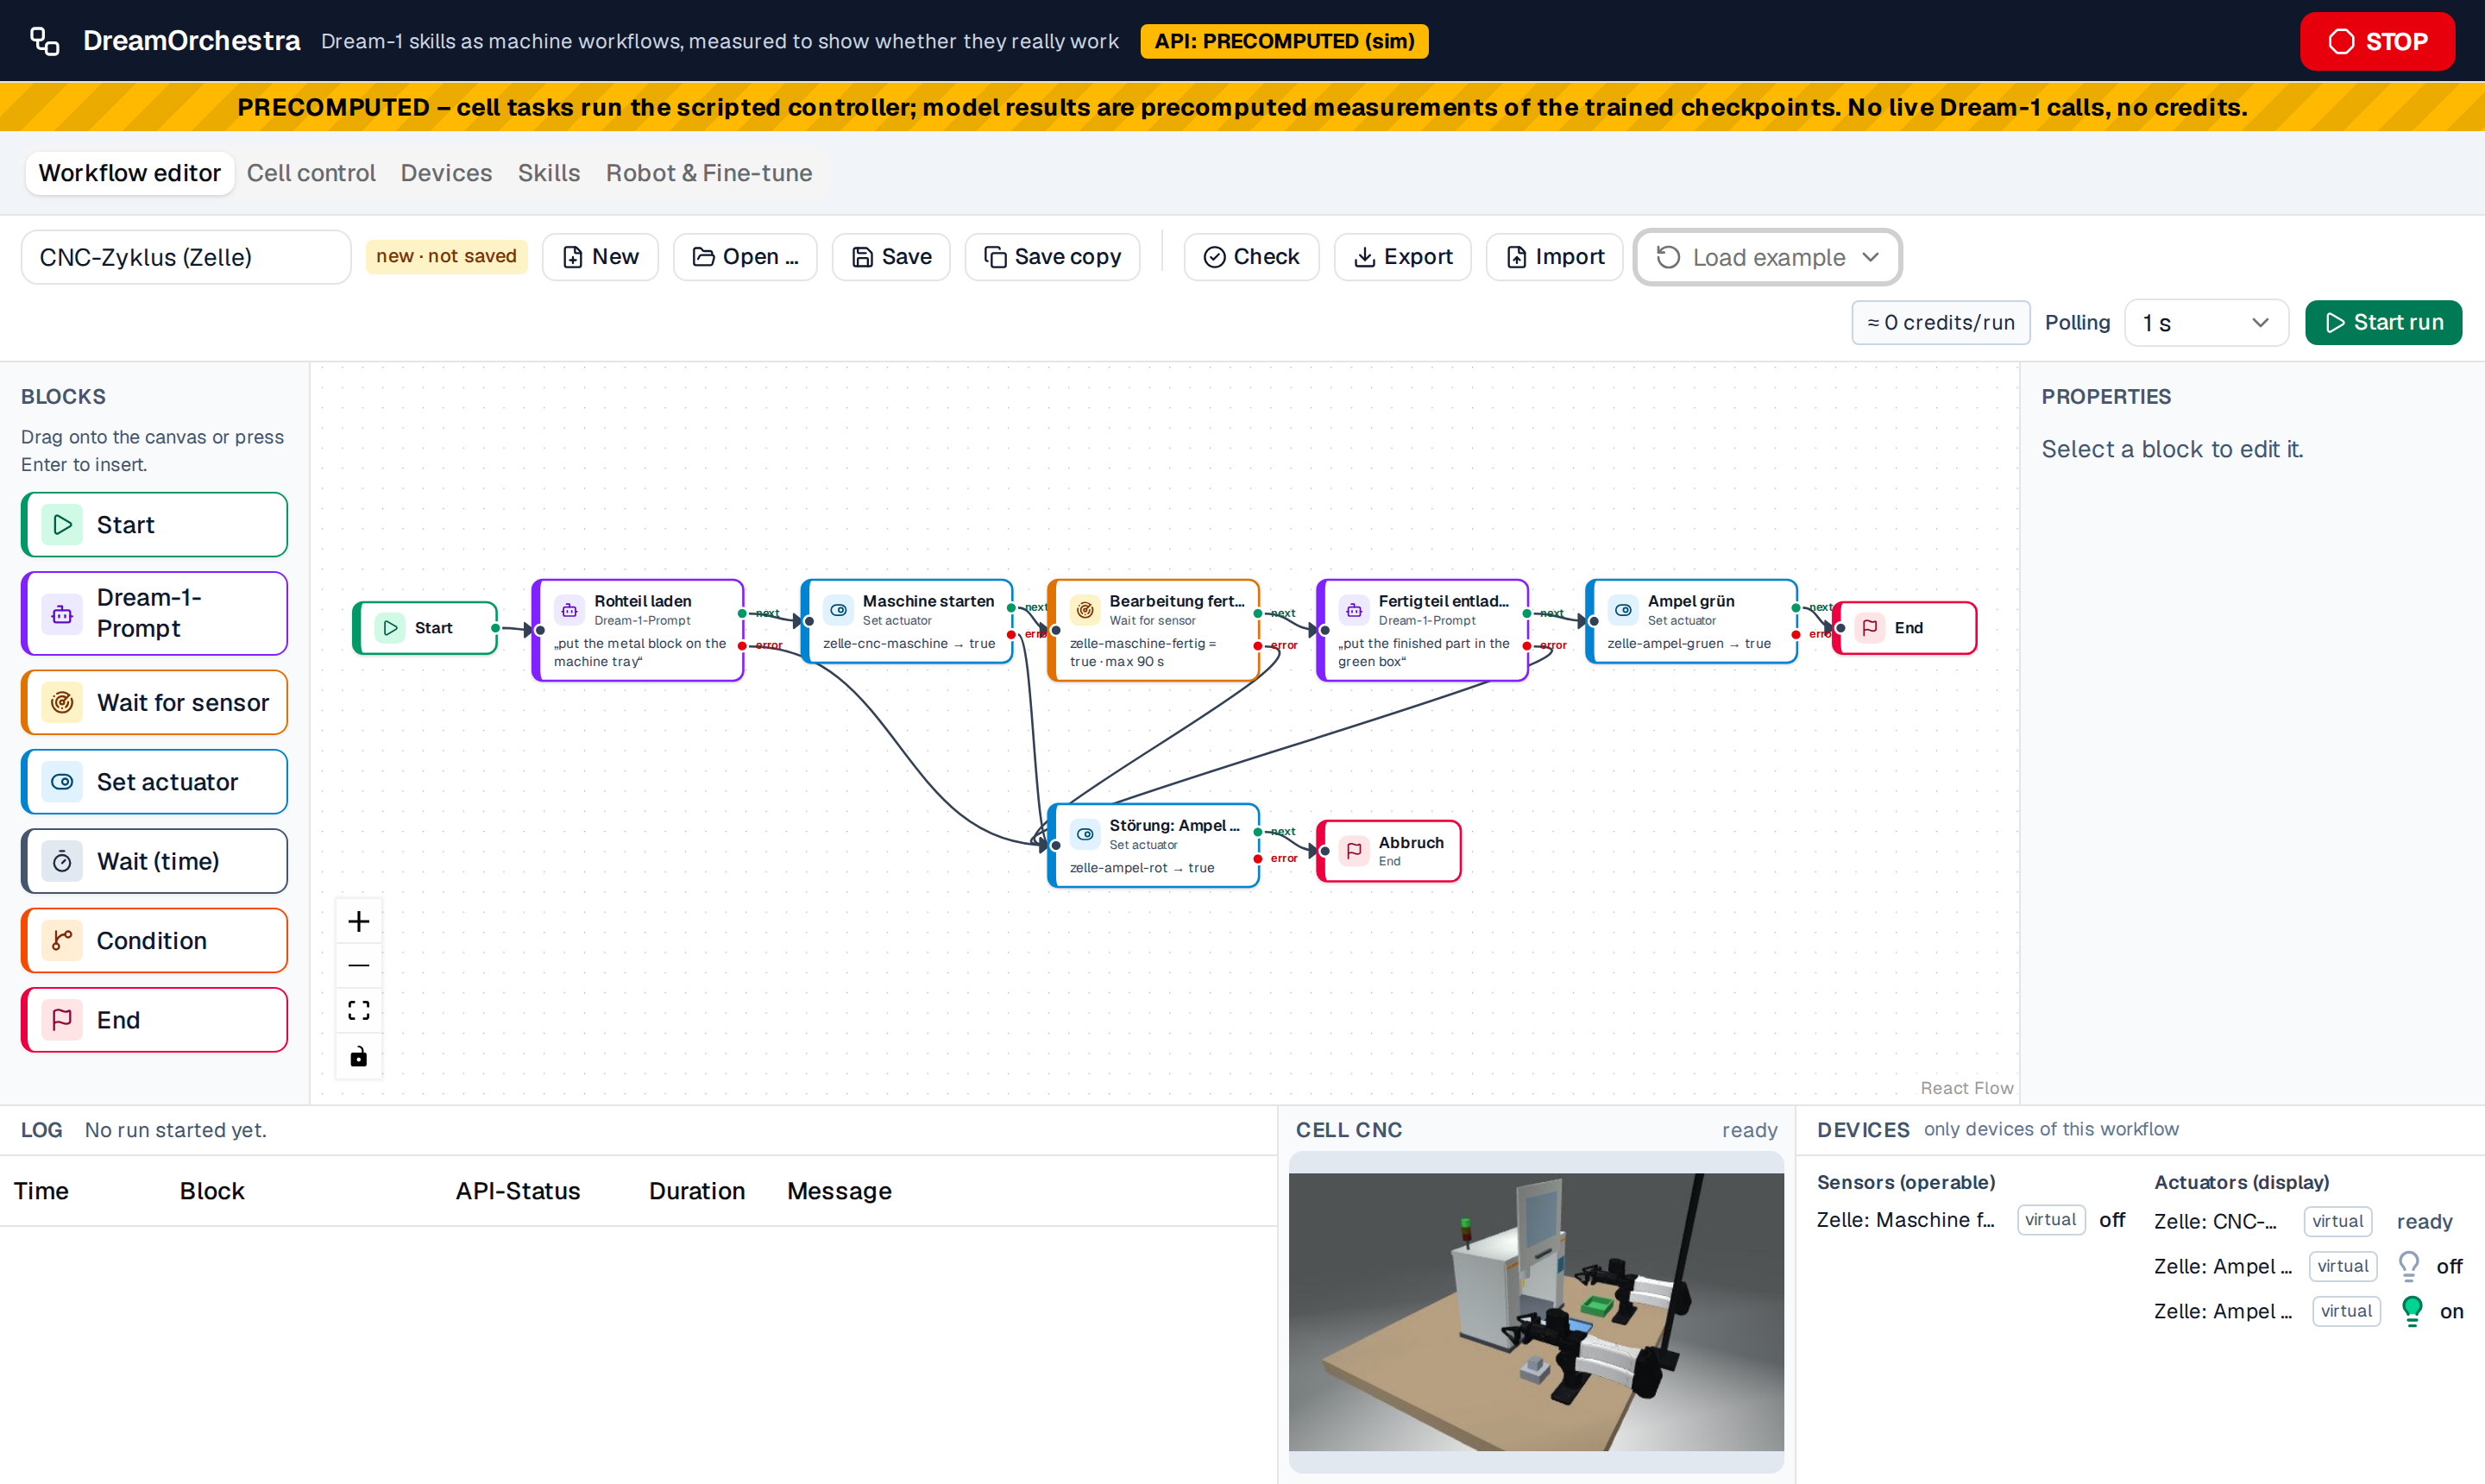 DreamOrchestra Dream-1 skills as machine workflows, measured to show whether they really work API: PRECOMPUTED (sim) STOP
PRECOMPUTED – cell tasks run the scripted controller; model results are precomputed measurements of the trained checkpoints. No live Dream-1 calls, no credits.
Workflow editor Cell control Devices Skills Robot & Fine-tune
CNC-Zyklus (Zelle) new · not saved New Open ... Save Save copy Check Export Import Load example
≈ 0 credits/run Polling 1 s Start run
BLOCKS
Drag onto the canvas or press
Enter to insert.
Start
Dream-1-
Prompt
Wait for sensor
Set actuator
Wait (time)
Condition
End
Start
Rohteil laden
Dream-1-Prompt
„put the metal block on the
machine tray“
next
error
Maschine starten
Set actuator
zelle-cnc-maschine → true
next
Bearbeitung fert...
Wait for sensor
zelle-maschine-fertig =
true · max 90 s
next
error
Fertigteil entlad...
Dream-1-Prompt
„put the finished part in the
green box“
next
error
Ampel grün
Set actuator
zelle-ampel-gruen → true
next
End
Störung: Ampel ...
Set actuator
zelle-ampel-rot → true
next
error
Abbruch
End
React Flow
PROPERTIES
Select a block to edit it.
LOG No run started yet.
Time Block API-Status Duration Message
CELL CNC ready
DEVICES only devices of this workflow
Sensors (operable)
Zelle: Maschine f... virtual off
Actuators (display)
Zelle: CNC-... virtual ready
Zelle: Ampel ... virtual off
Zelle: Ampel ... virtual on